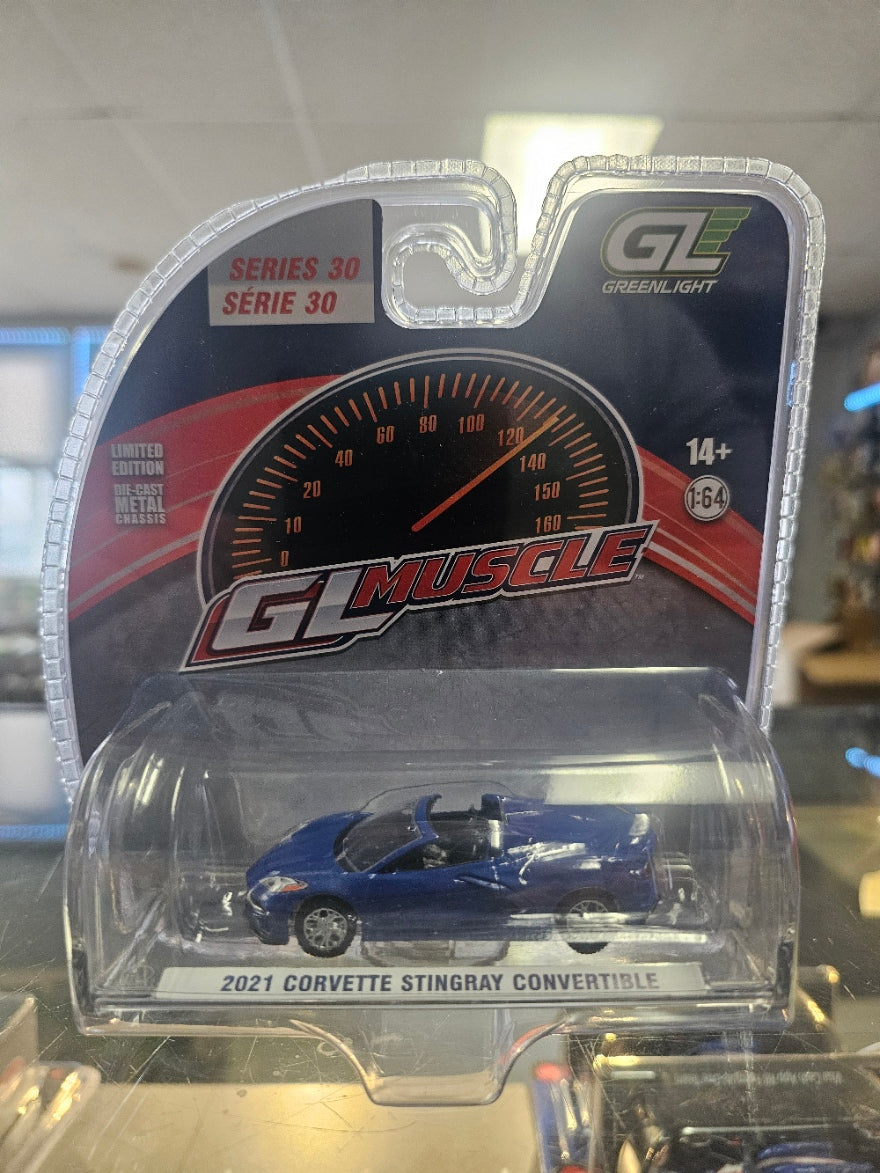 SERIES 30
SÉRIE 30
GL
GREENLIGHT
LIMITED
EDITION
DIE-CAST
METAL
CHASSIS
0
10
20
40
60
80
100
120
140
150
160
14+
1:64
GL MUSCLE™
2021 CORVETTE STINGRAY CONVERTIBLE